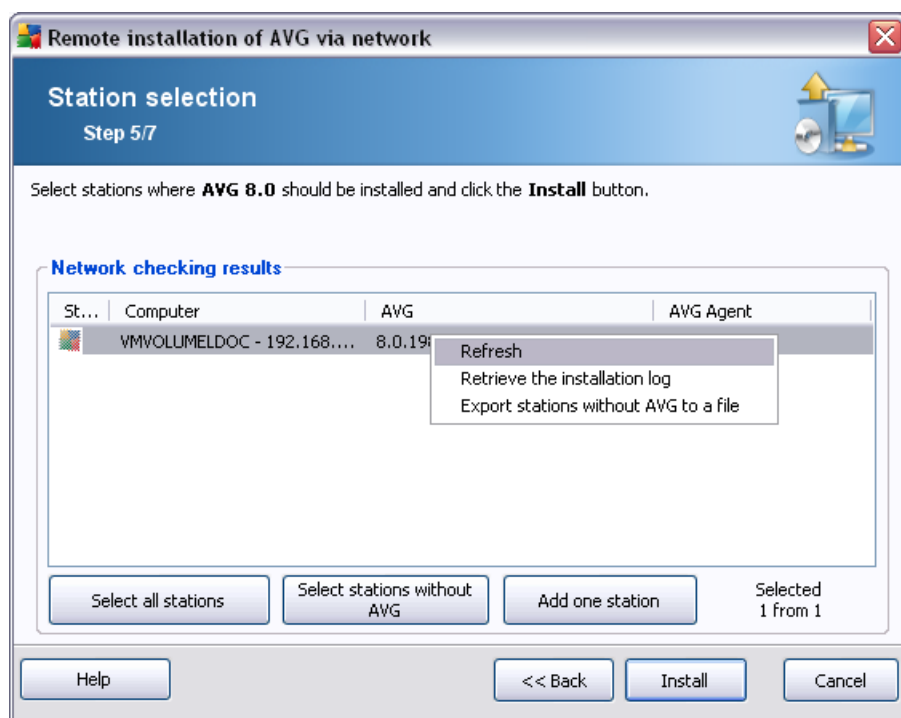 Remote installation of AVG via network
Station selection
Step 5/7
Select stations where AVG 8.0 should be installed and click the Install button.
Network checking results
St... Computer AVG AVG Agent
VMVOLUMELDOC - 192.168.... 8.0.19
Refresh
Retrieve the installation log
Export stations without AVG to a file
Select all stations
Select stations without
AVG
Add one station
Selected
1 from 1
Help
<< Back
Install
Cancel